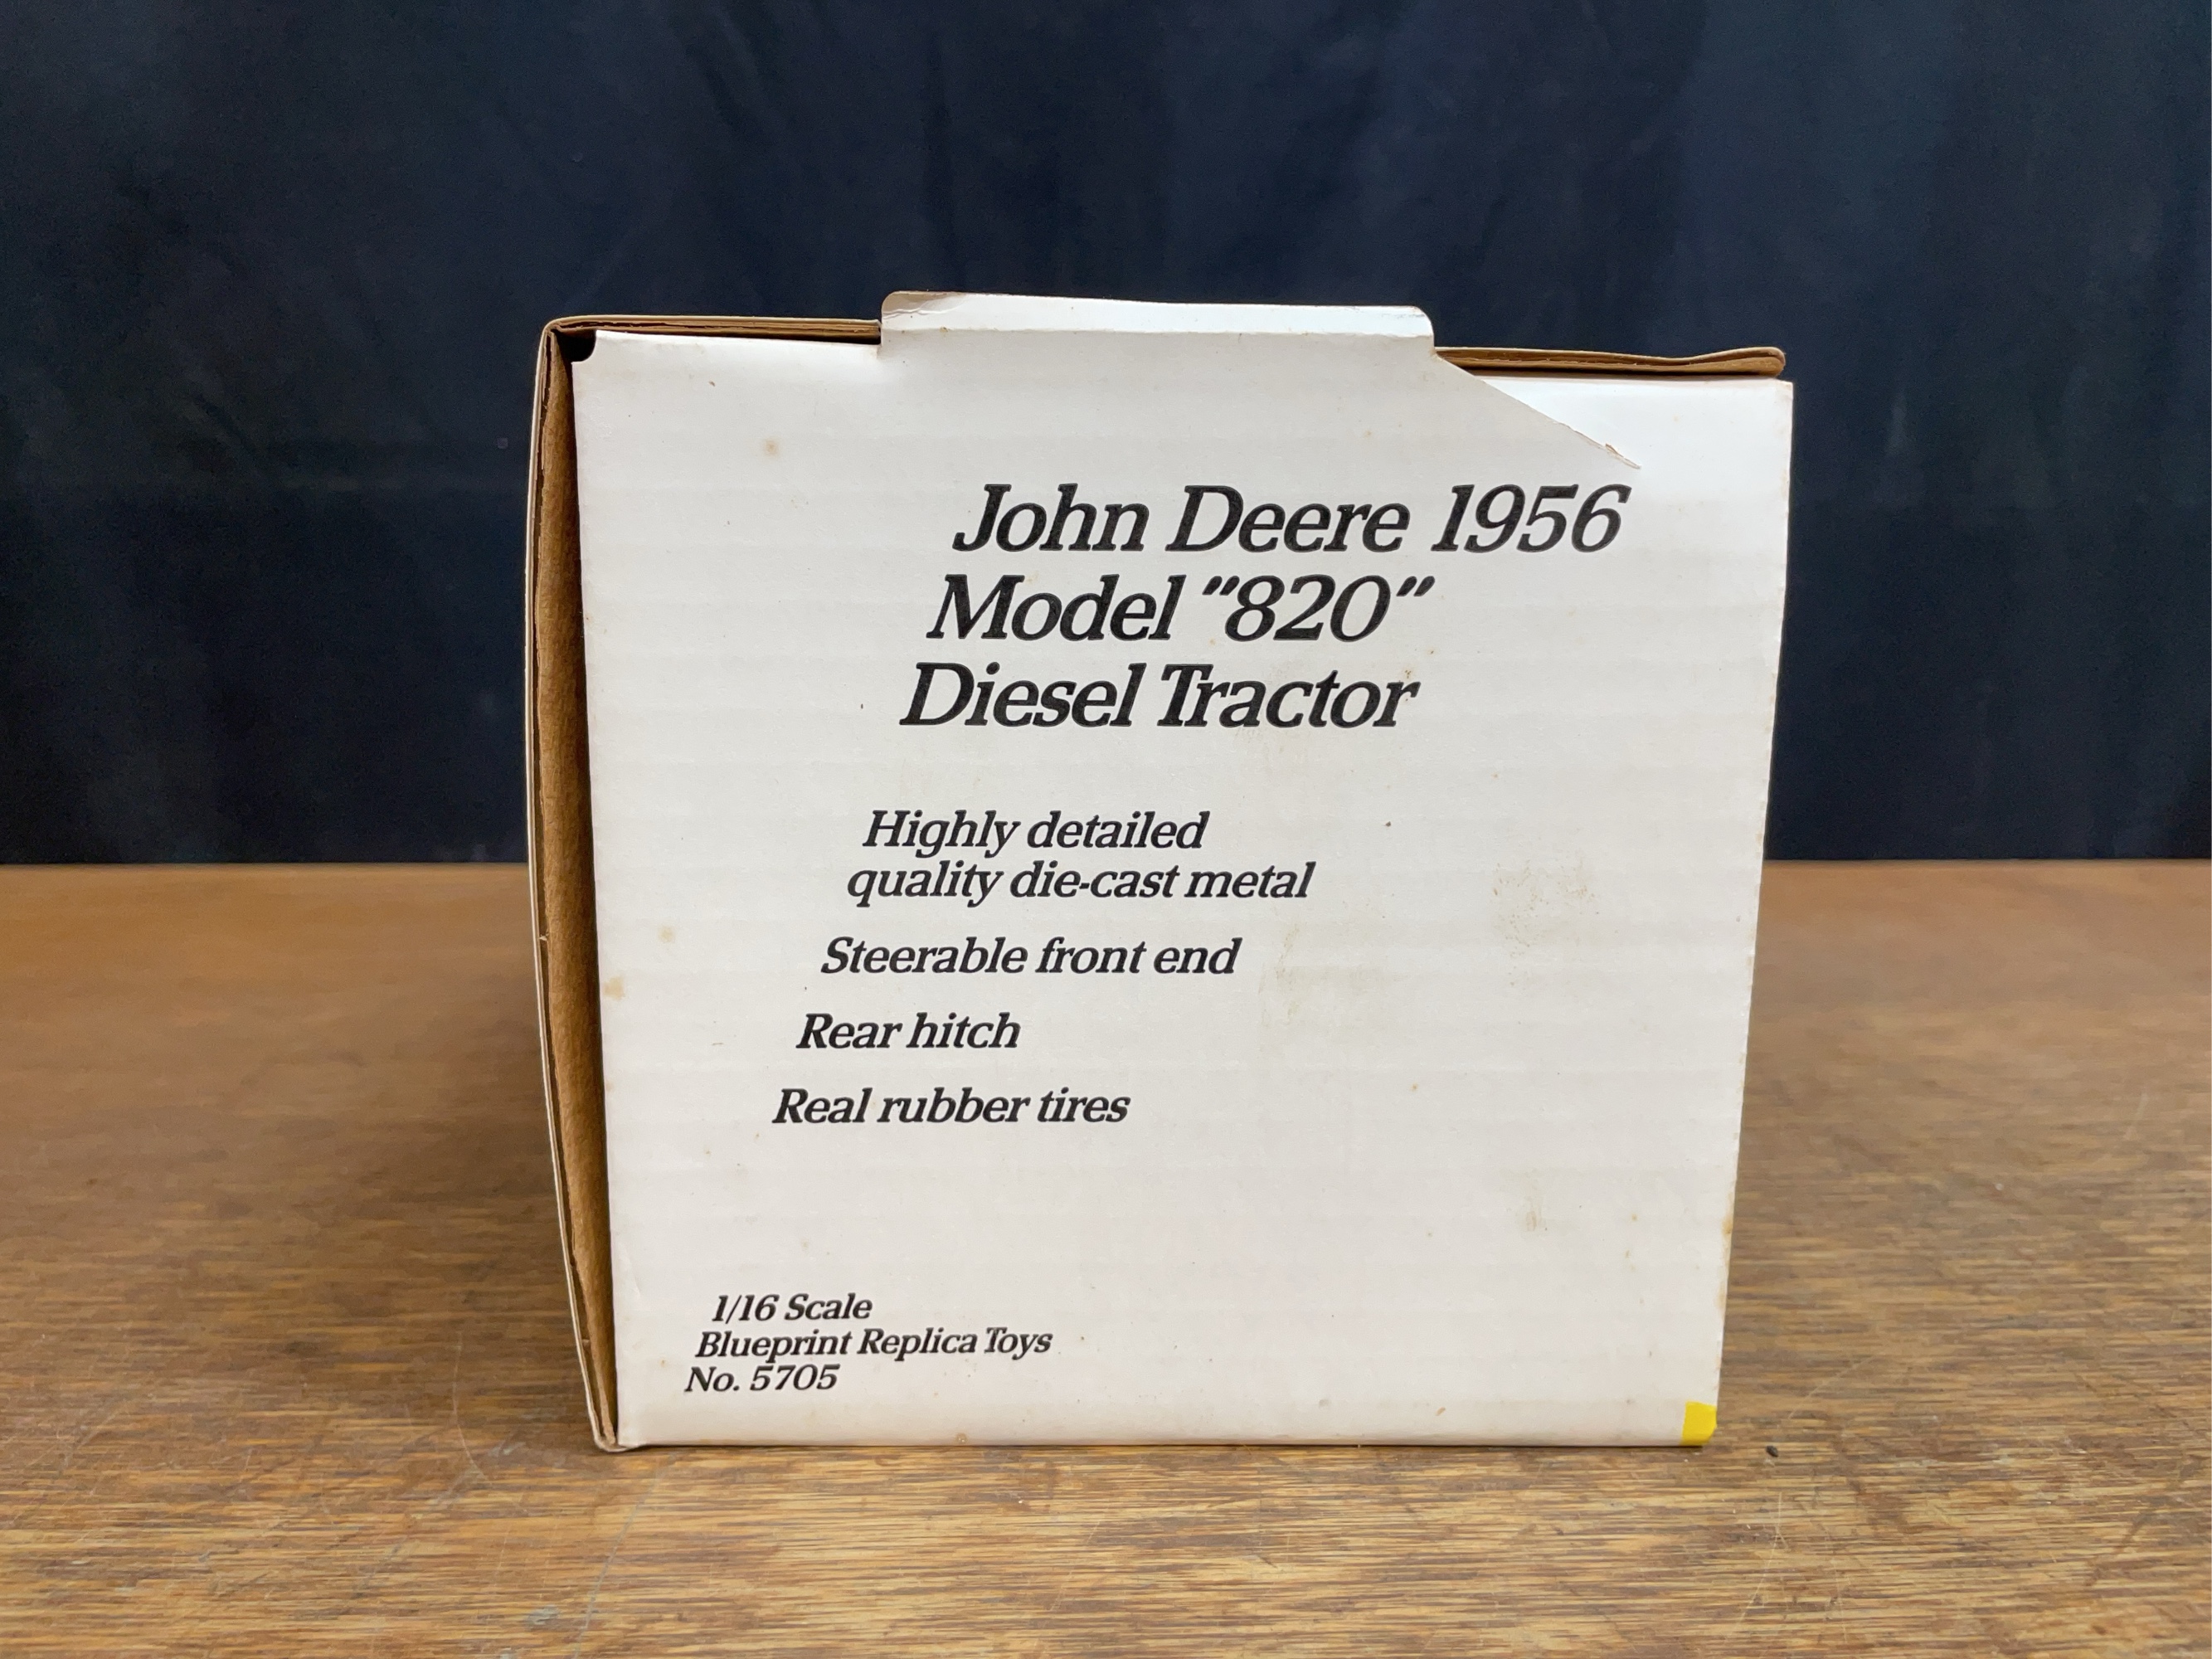 John Deere 1956
Model "820"
Diesel Tractor
Highly detailed
quality die-cast metal
Steerable front end
Rear hitch
Real rubber tires
1/16 Scale
Blueprint Replica Toys
No. 5705